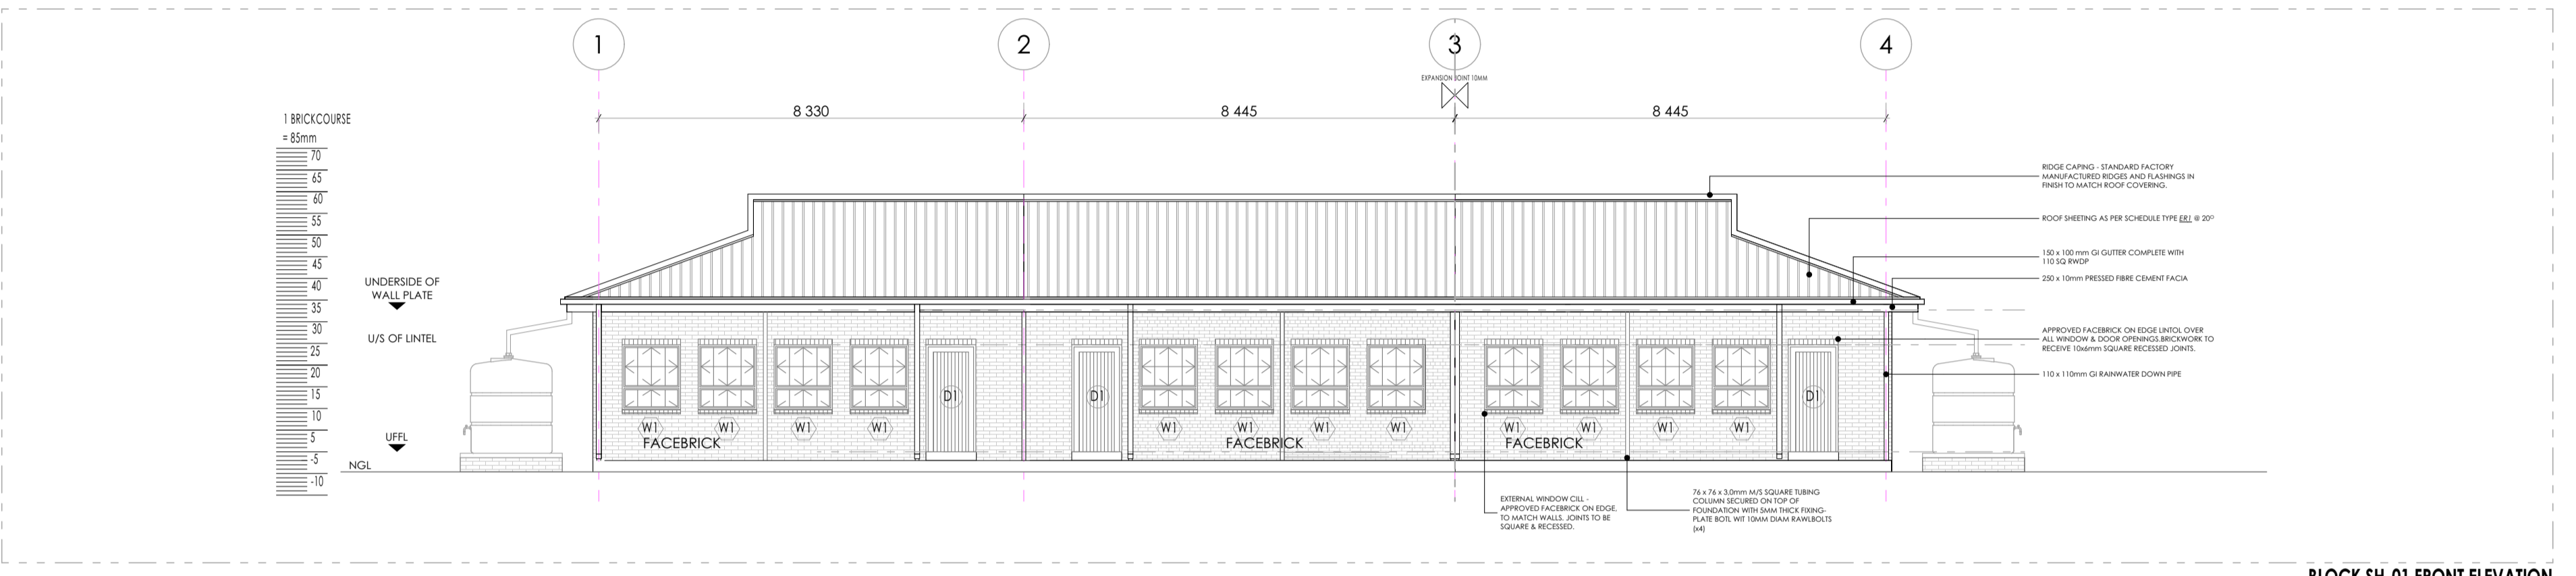 1
2
3
4
EXPANSION JOINT 10MM
8 330
8 445
8 445
1 BRICKCOURSE
= 85mm
70
65
60
55
50
45
40
35
30
25
20
15
10
5
-5
-10
UNDERSIDE OF
WALL PLATE
U/S OF LINTEL
UFFL
NGL
RIDGE CAPING - STANDARD FACTORY
MANUFACTURED RIDGES AND FLASHINGS IN
FINISH TO MATCH ROOF COVERING.
ROOF SHEETING AS PER SCHEDULE TYPE ER1 @ 20°
150 x 100 mm GI GUTTER COMPLETE WITH
110 SQ RWDP
250 x 10mm PRESSED FIBRE CEMENT FACIA
APPROVED FACEBRICK ON EDGE LINTOL OVER
ALL WINDOW & DOOR OPENINGS.BRICKWORK TO
RECEIVE 10x6mm SQUARE RECESSED JOINTS.
110 x 110mm GI RAINWATER DOWN PIPE
D1
D1
D1
W1
W1
W1
W1
W1
W1
W1
W1
W1
W1
W1
W1
FACEBRICK
FACEBRICK
FACEBRICK
EXTERNAL WINDOW CILL -
APPROVED FACEBRICK ON EDGE,
TO MATCH WALLS. JOINTS TO BE
SQUARE & RECESSED.
76 x 76 x 3,0mm M/S SQUARE TUBING
COLUMN SECURED ON TOP OF
FOUNDATION WITH 5MM THICK FIXING-
PLATE BOTL WIT 10MM DIAM RAWLBOLTS
(x4)
BLOCK SH-01 FRONT ELEVATION